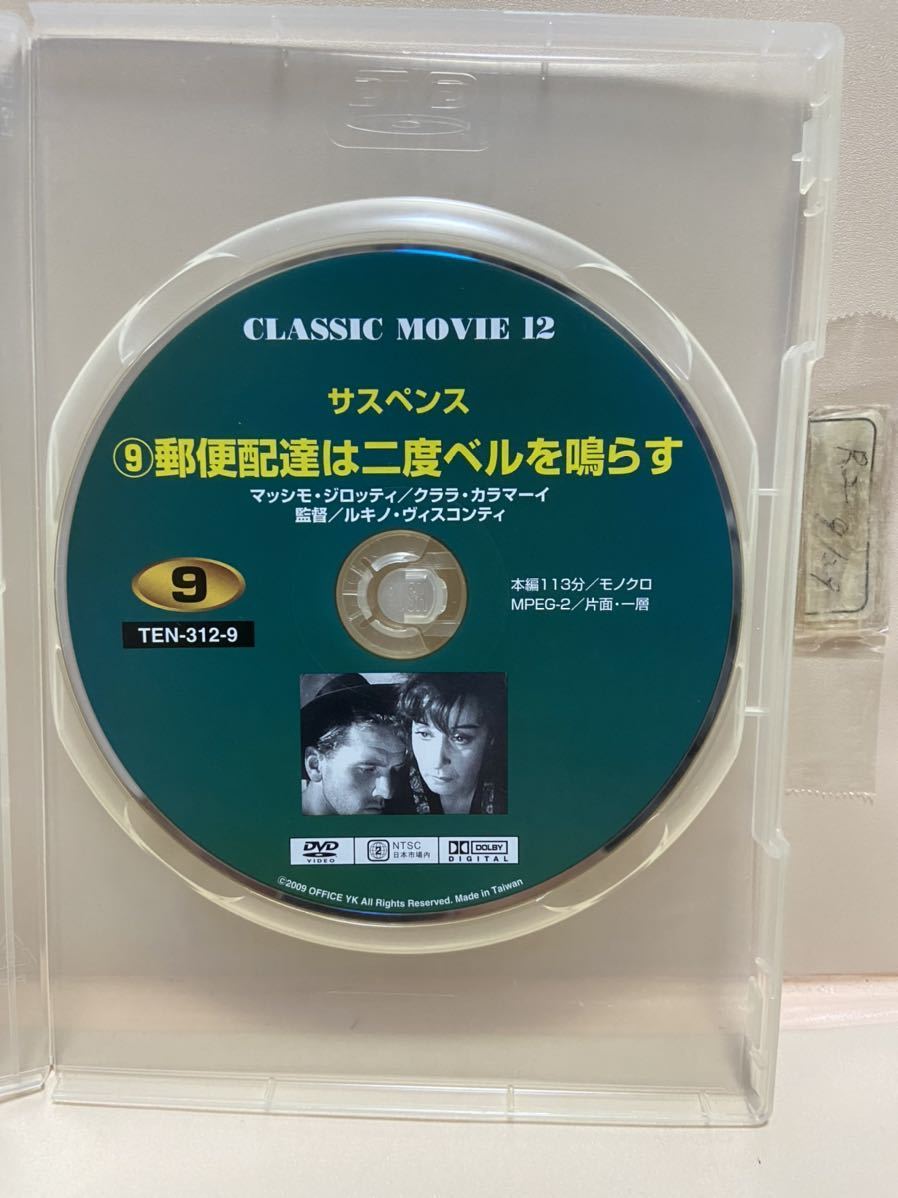 CLASSIC MOVIE 12
サスペンス
⑨郵便配達は二度ベルを鳴らす
マッシモ・ジロッティ/クララ・カラマーイ
監督/ルキノ・ヴィスコンティ
9
TEN-312-9
本編113分/モノクロ
MPEG-2/片面・一層
DVD
VIDEO
2
NTSC
日本市場内
DOLBY
DIGITAL
©2009 OFFICE YK All Rights Reserved. Made in Taiwan